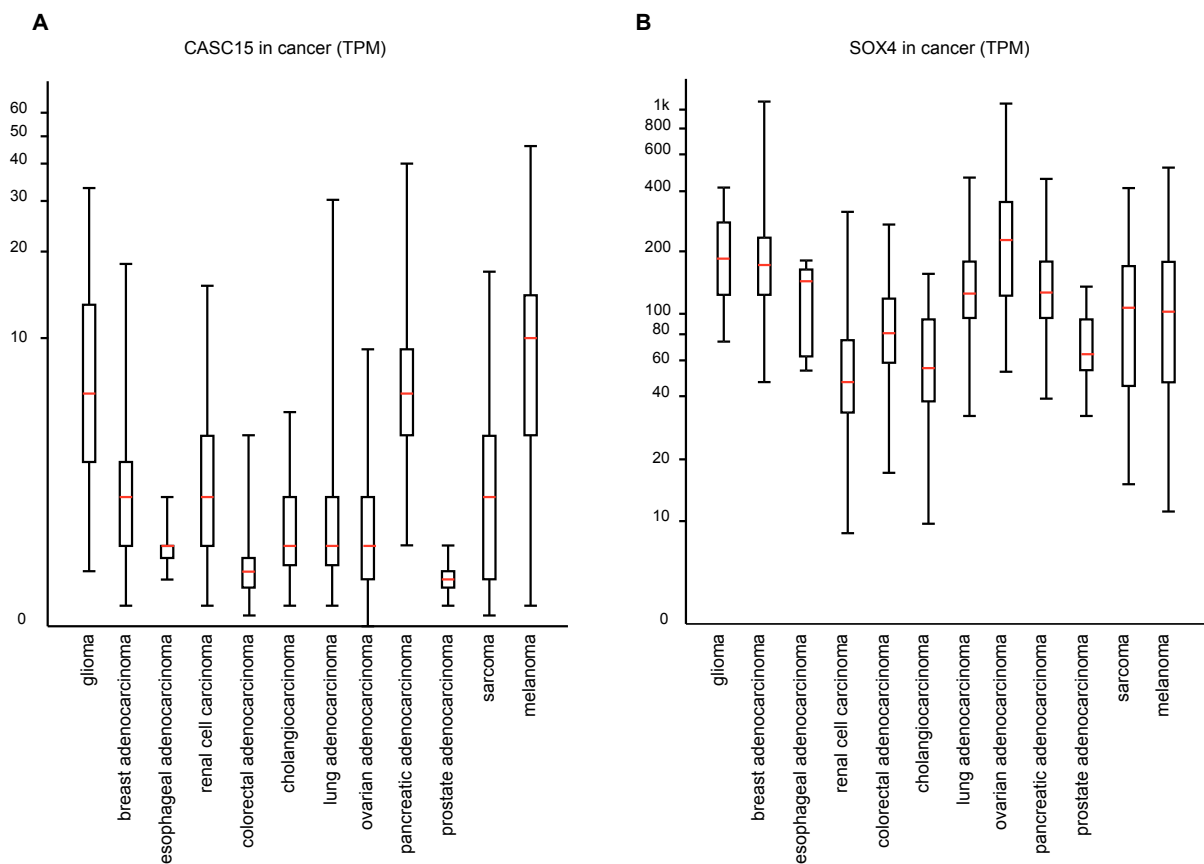 A
CASC15 in cancer (TPM)
60
50
40
30
20
10
0
glioma
breast adenocarcinoma
esophageal adenocarcinoma
renal cell carcinoma
colorectal adenocarcinoma
cholangiocarcinoma
lung adenocarcinoma
ovarian adenocarcinoma
pancreatic adenocarcinoma
prostate adenocarcinoma
sarcoma
melanoma
B
SOX4 in cancer (TPM)
1k
800
600
400
200
100
80
60
40
20
10
0
glioma
breast adenocarcinoma
esophageal adenocarcinoma
renal cell carcinoma
colorectal adenocarcinoma
cholangiocarcinoma
lung adenocarcinoma
ovarian adenocarcinoma
pancreatic adenocarcinoma
prostate adenocarcinoma
sarcoma
melanoma